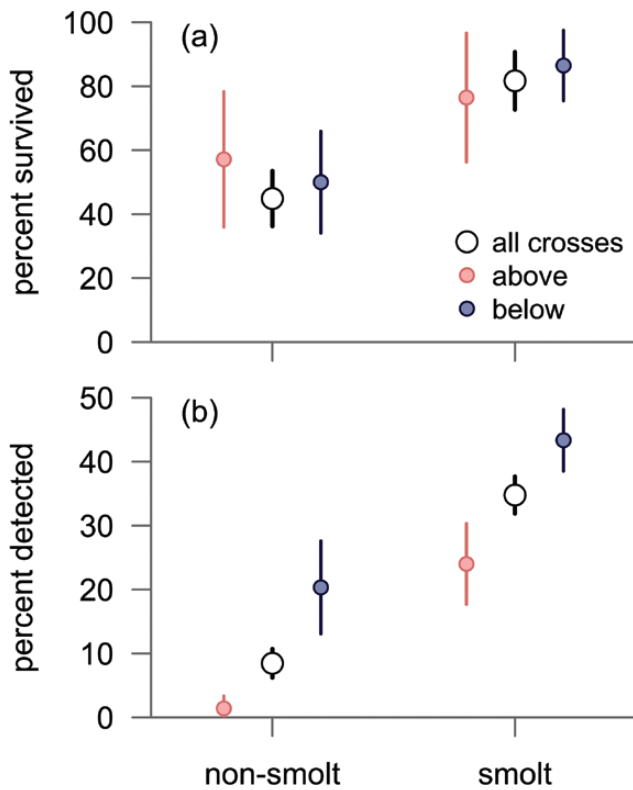 (a)
percent survived
100
80
60
40
20
0
all crosses
above
below
(b)
percent detected
50
40
30
20
10
0
non-smolt
smolt